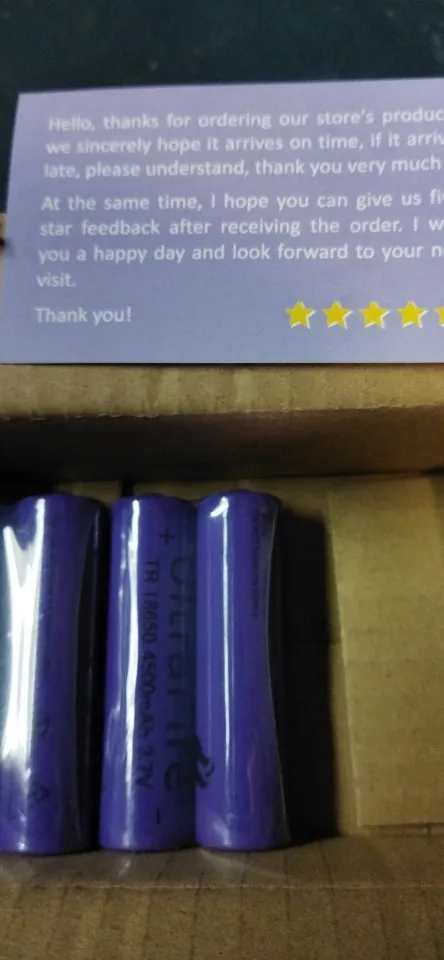 Hello, thanks for ordering our store's produc
we sincerely hope it arrives on time, if it arriv
late, please understand, thank you very much
At the same time, I hope you can give us fi
star feedback after receiving the order. I w
you a happy day and look forward to your n
visit.
Thank you!
+ UltraFire -
TR 18650 4500mAh 3.7V